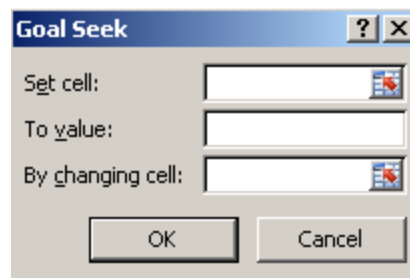 Goal Seek ? X
Set cell:
To value:
By changing cell:
OK Cancel